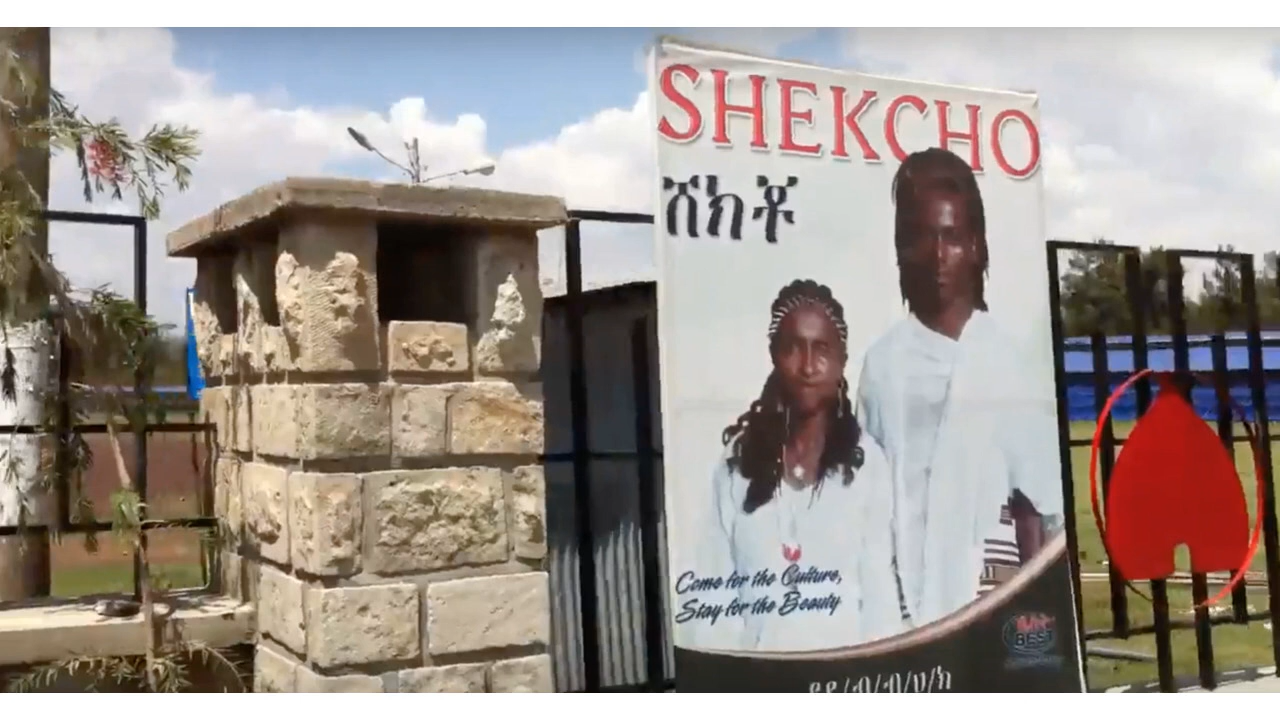 SHEKCHO
ሸክቾ
Come for the Culture,
Stay for the Beauty
BEST